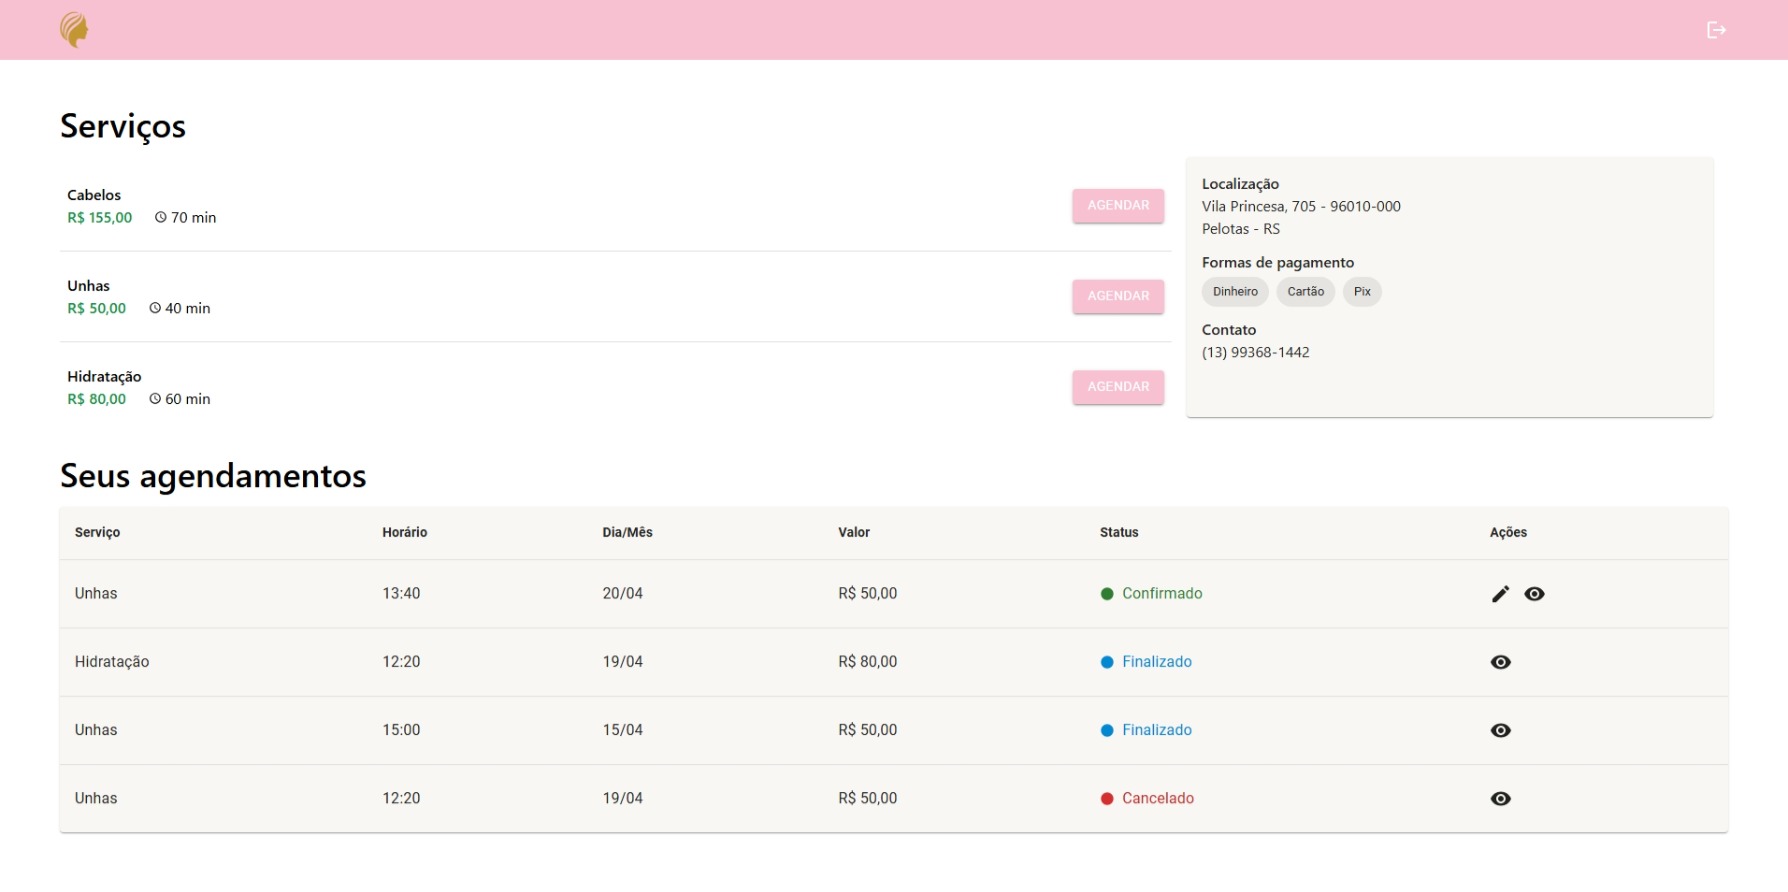 Serviços
Cabelos
R$ 155,00 70 min
AGENDAR
Unhas
R$ 50,00 40 min
AGENDAR
Hidratação
R$ 80,00 60 min
AGENDAR
Localização
Vila Princesa, 705 - 96010-000
Pelotas - RS
Formas de pagamento
Dinheiro Cartão Pix
Contato
(13) 99368-1442
Seus agendamentos
Serviço Horário Dia/Mês Valor Status Ações
Unhas 13:40 20/04 R$ 50,00 Confirmado
Hidratação 12:20 19/04 R$ 80,00 Finalizado
Unhas 15:00 15/04 R$ 50,00 Finalizado
Unhas 12:20 19/04 R$ 50,00 Cancelado